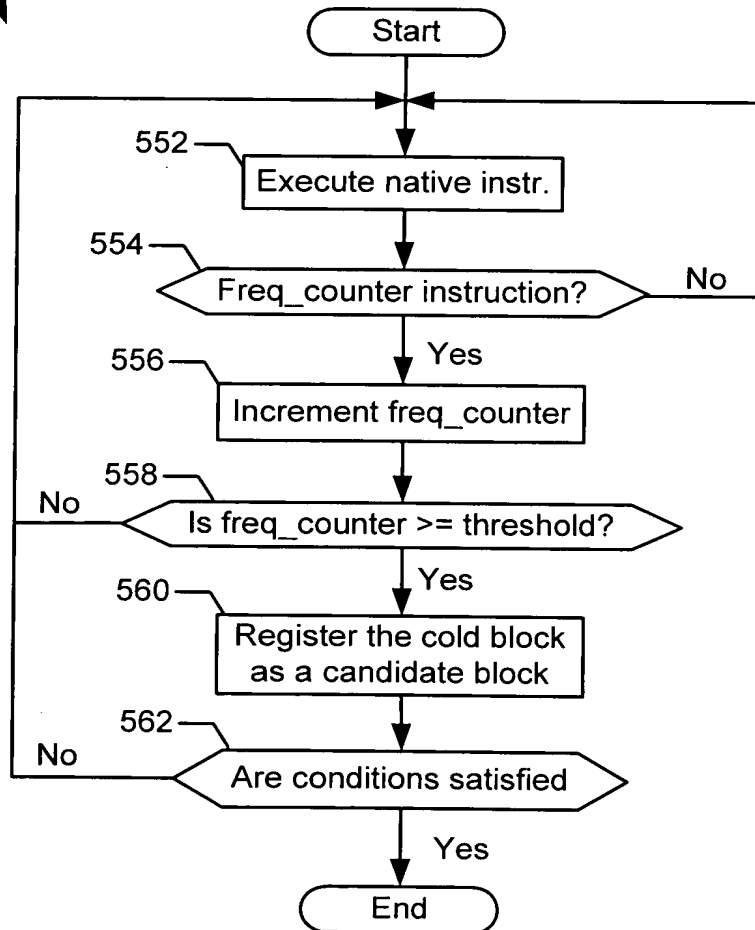 Start
552
Execute native instr.
554
Freq_counter instruction?
No
Yes
556
Increment freq_counter
558
No
Is freq_counter >= threshold?
Yes
560
Register the cold block
as a candidate block
562
No
Are conditions satisfied
Yes
End